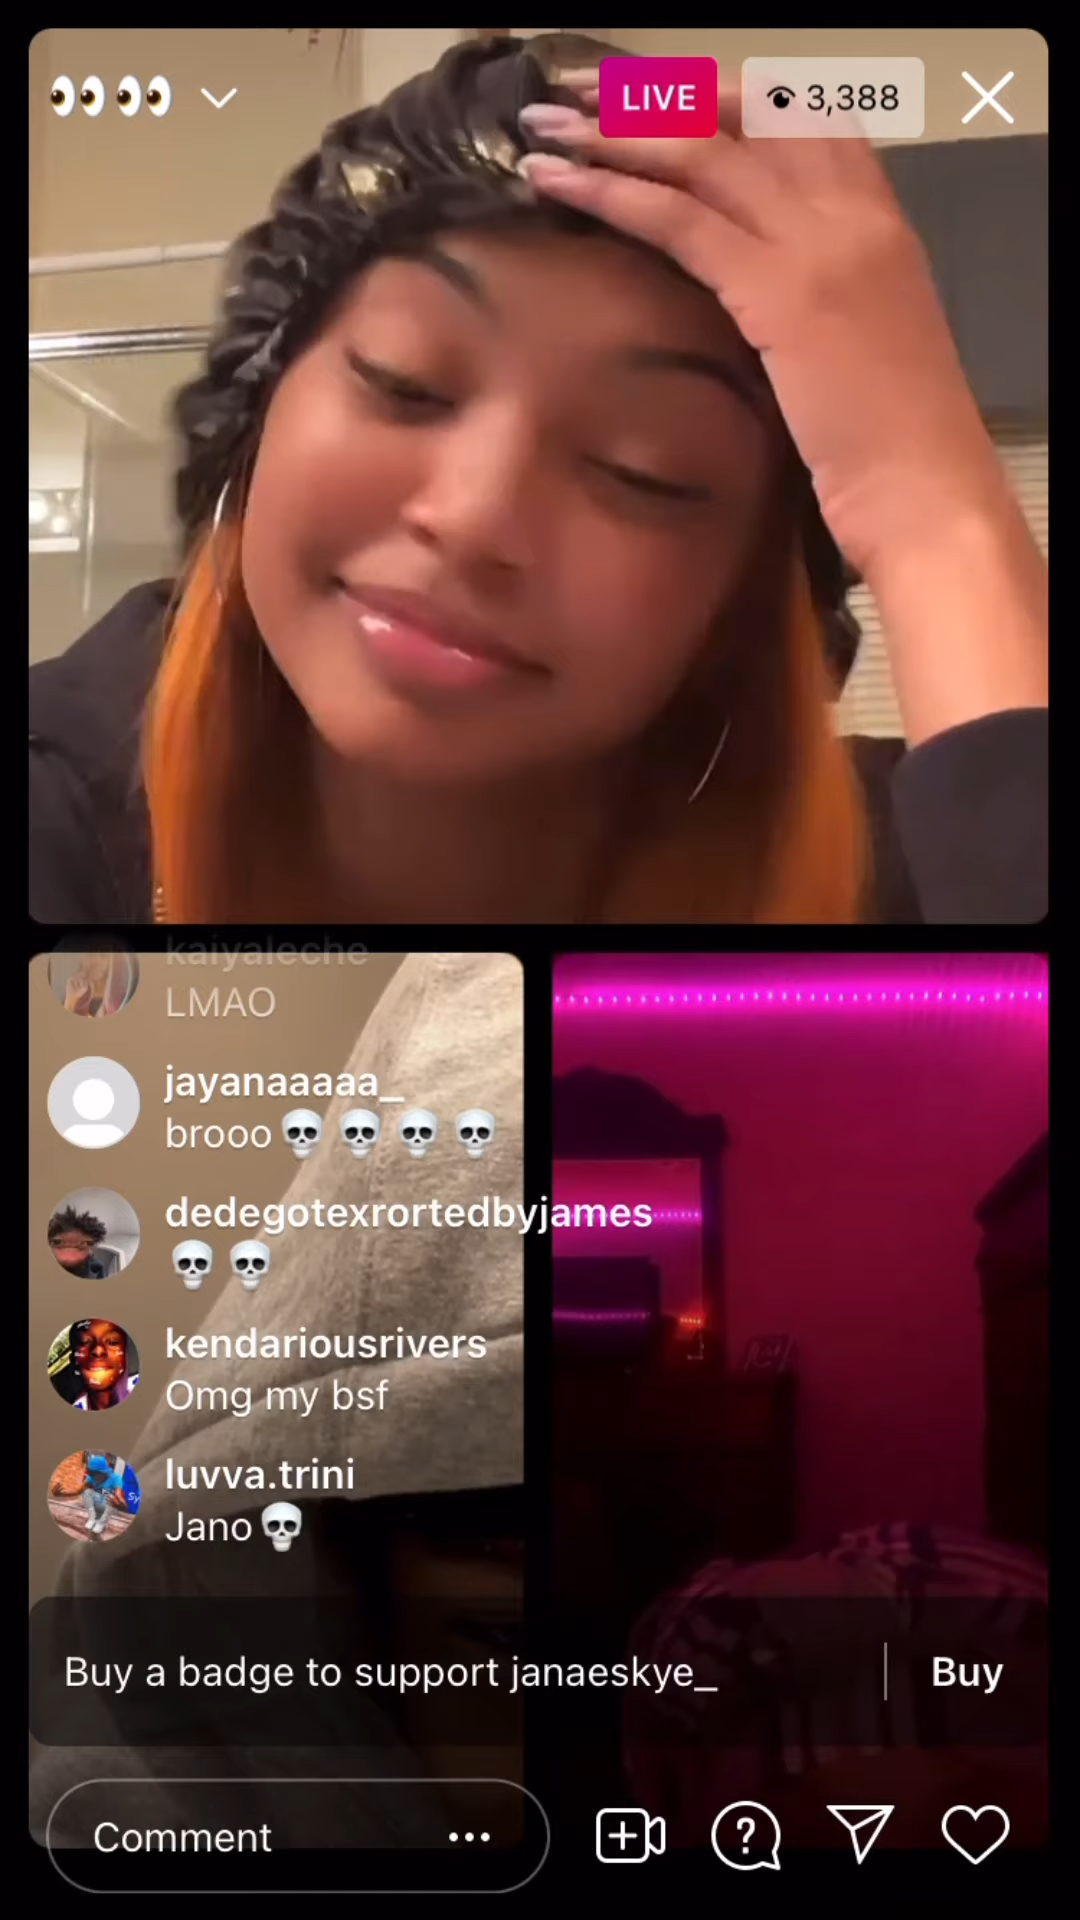 👀👀
LIVE
3,388
kaiyaleche
LMAO
jayanaaaaa_
brooo💀💀💀💀
dedegotexrortedbyjames
💀💀
kendariousrivers
Omg my bsf
luvva.trini
Jano💀
Buy a badge to support janaeskye_
Buy
Comment